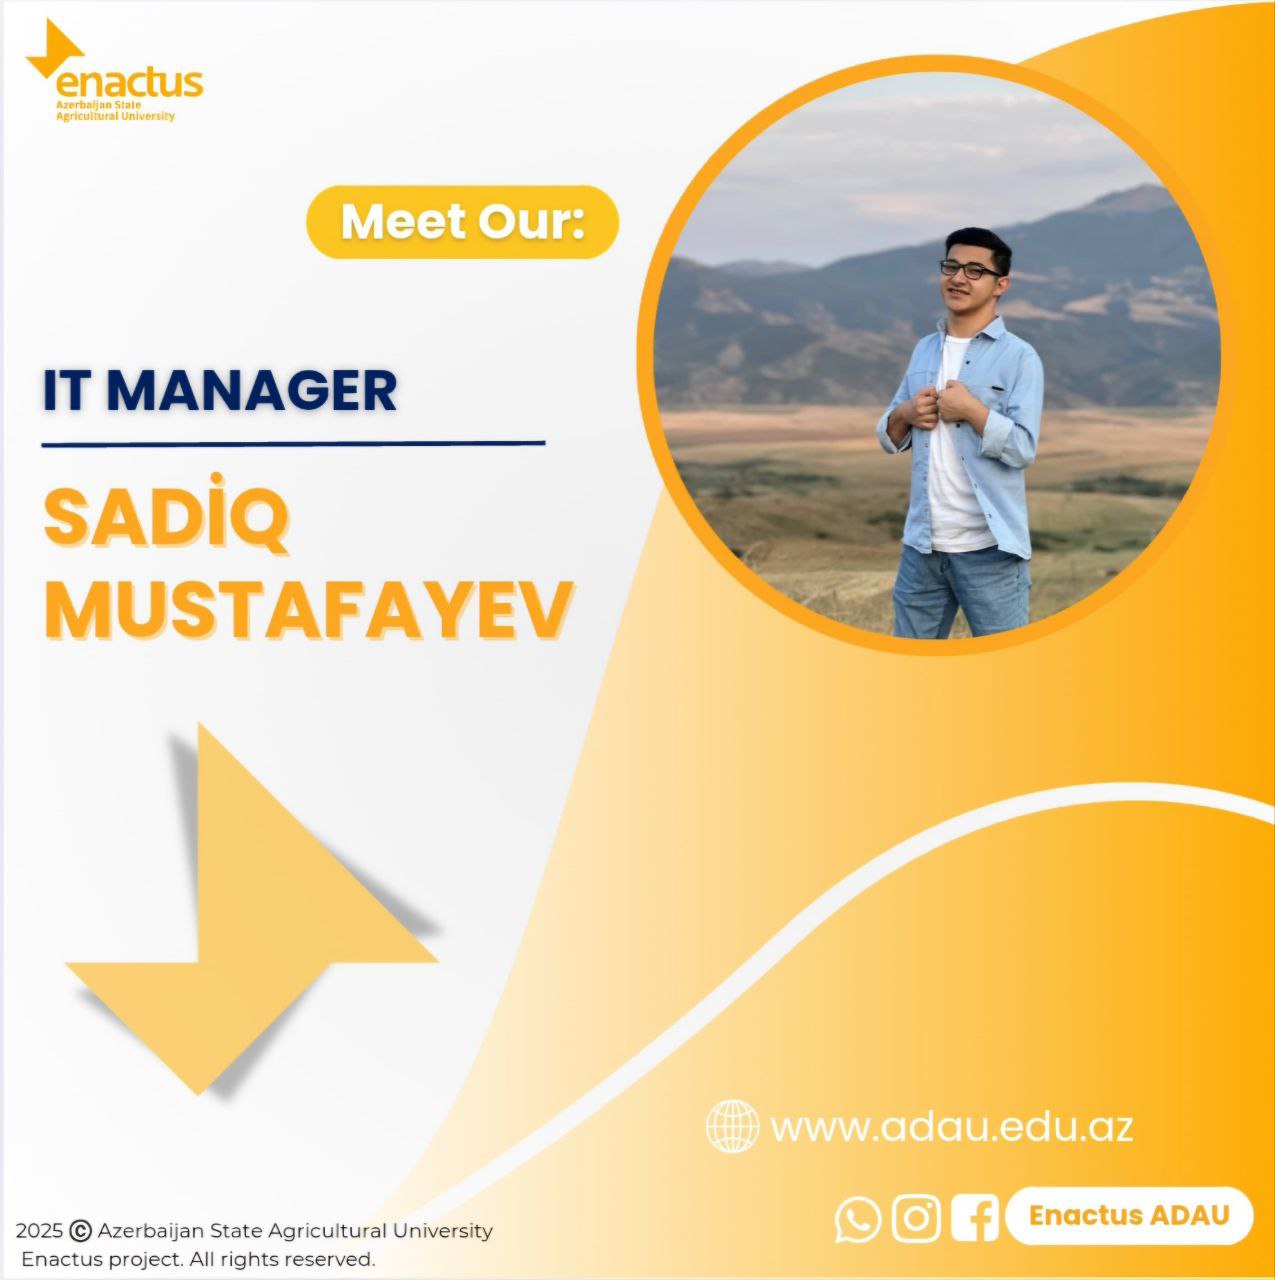 enactus
Azerbaijan State
Agricultural University
Meet Our:
IT MANAGER
SADİQ
MUSTAFAYEV
www.adau.edu.az
Enactus ADAU
2025 © Azerbaijan State Agricultural University
Enactus project. All rights reserved.